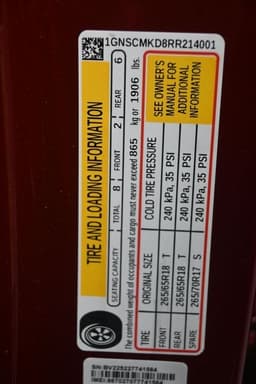 1GNSCMKD8RR214001
TIRE AND LOADING INFORMATION
SEATING CAPACITY TOTAL 8 FRONT 2 REAR 6
The combined weight of occupants and cargo must never exceed 865 kg or 1906 lbs.
TIRE ORIGINAL SIZE COLD TIRE PRESSURE
FRONT 265/65R18 T 240 kPa, 35 PSI
REAR 265/65R18 T 240 kPa, 35 PSI
SPARE 265/70R17 S 240 kPa, 35 PSI
SEE OWNER'S
MANUAL FOR
ADDITIONAL
INFORMATION